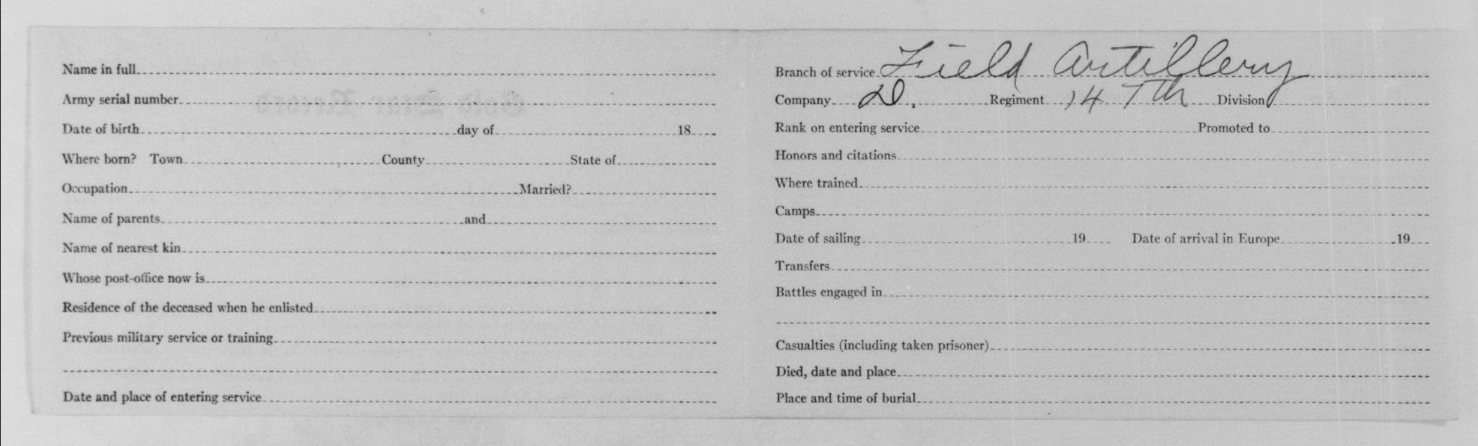 Name in full
Army serial number
Date of birth day of 18
Where born? Town County State of
Occupation Married?
Name of parents and
Name of nearest kin
Whose post-office now is
Residence of the deceased when he enlisted
Previous military service or training
Date and place of entering service
Branch of service Field Artillery
Company D. Regiment 147th Division
Rank on entering service Promoted to
Honors and citations
Where trained
Camps
Date of sailing 19 Date of arrival in Europe 19
Transfers
Battles engaged in
Casualties (including taken prisoner)
Died, date and place
Place and time of burial